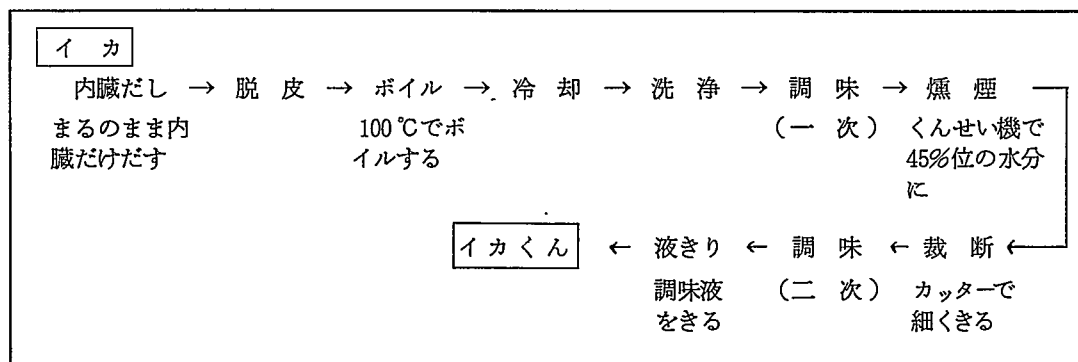 イカ
内臓だし → 脱皮 → ボイル → 冷却 → 洗浄 → 調味 → 燻煙
まるのまま内 100℃でボ (一次) くんせい機で
臓だけだす イルする 45%位の水分
に
イカくん ← 液きり ← 調味 ← 裁断 ←
調味液 (二次) カッターで
をきる 細くきる